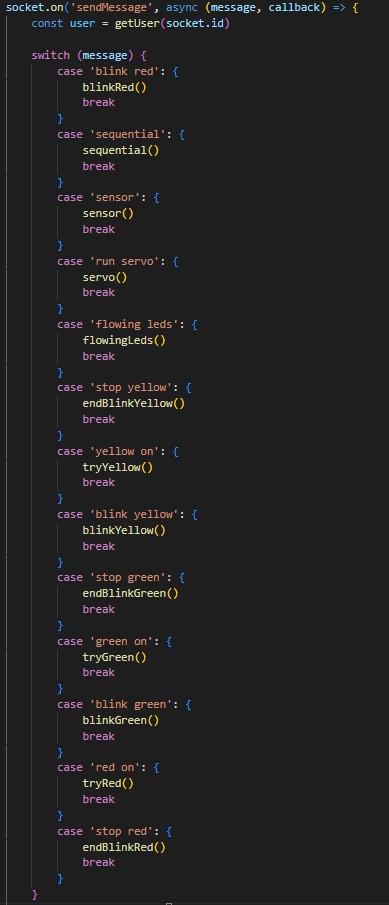 socket.on('sendMessage', async (message, callback) => {
    const user = getUser(socket.id)

    switch (message) {
        case 'blink red': {
            blinkRed()
            break
        }
        case 'sequential': {
            sequential()
            break
        }
        case 'sensor': {
            sensor()
            break
        }
        case 'run servo': {
            servo()
            break
        }
        case 'flowing leds': {
            flowingLeds()
            break
        }
        case 'stop yellow': {
            endBlinkYellow()
            break
        }
        case 'yellow on': {
            tryYellow()
            break
        }
        case 'blink yellow': {
            blinkYellow()
            break
        }
        case 'stop green': {
            endBlinkGreen()
            break
        }
        case 'green on': {
            tryGreen()
            break
        }
        case 'blink green': {
            blinkGreen()
            break
        }
        case 'red on': {
            tryRed()
            break
        }
        case 'stop red': {
            endBlinkRed()
            break
        }
    }